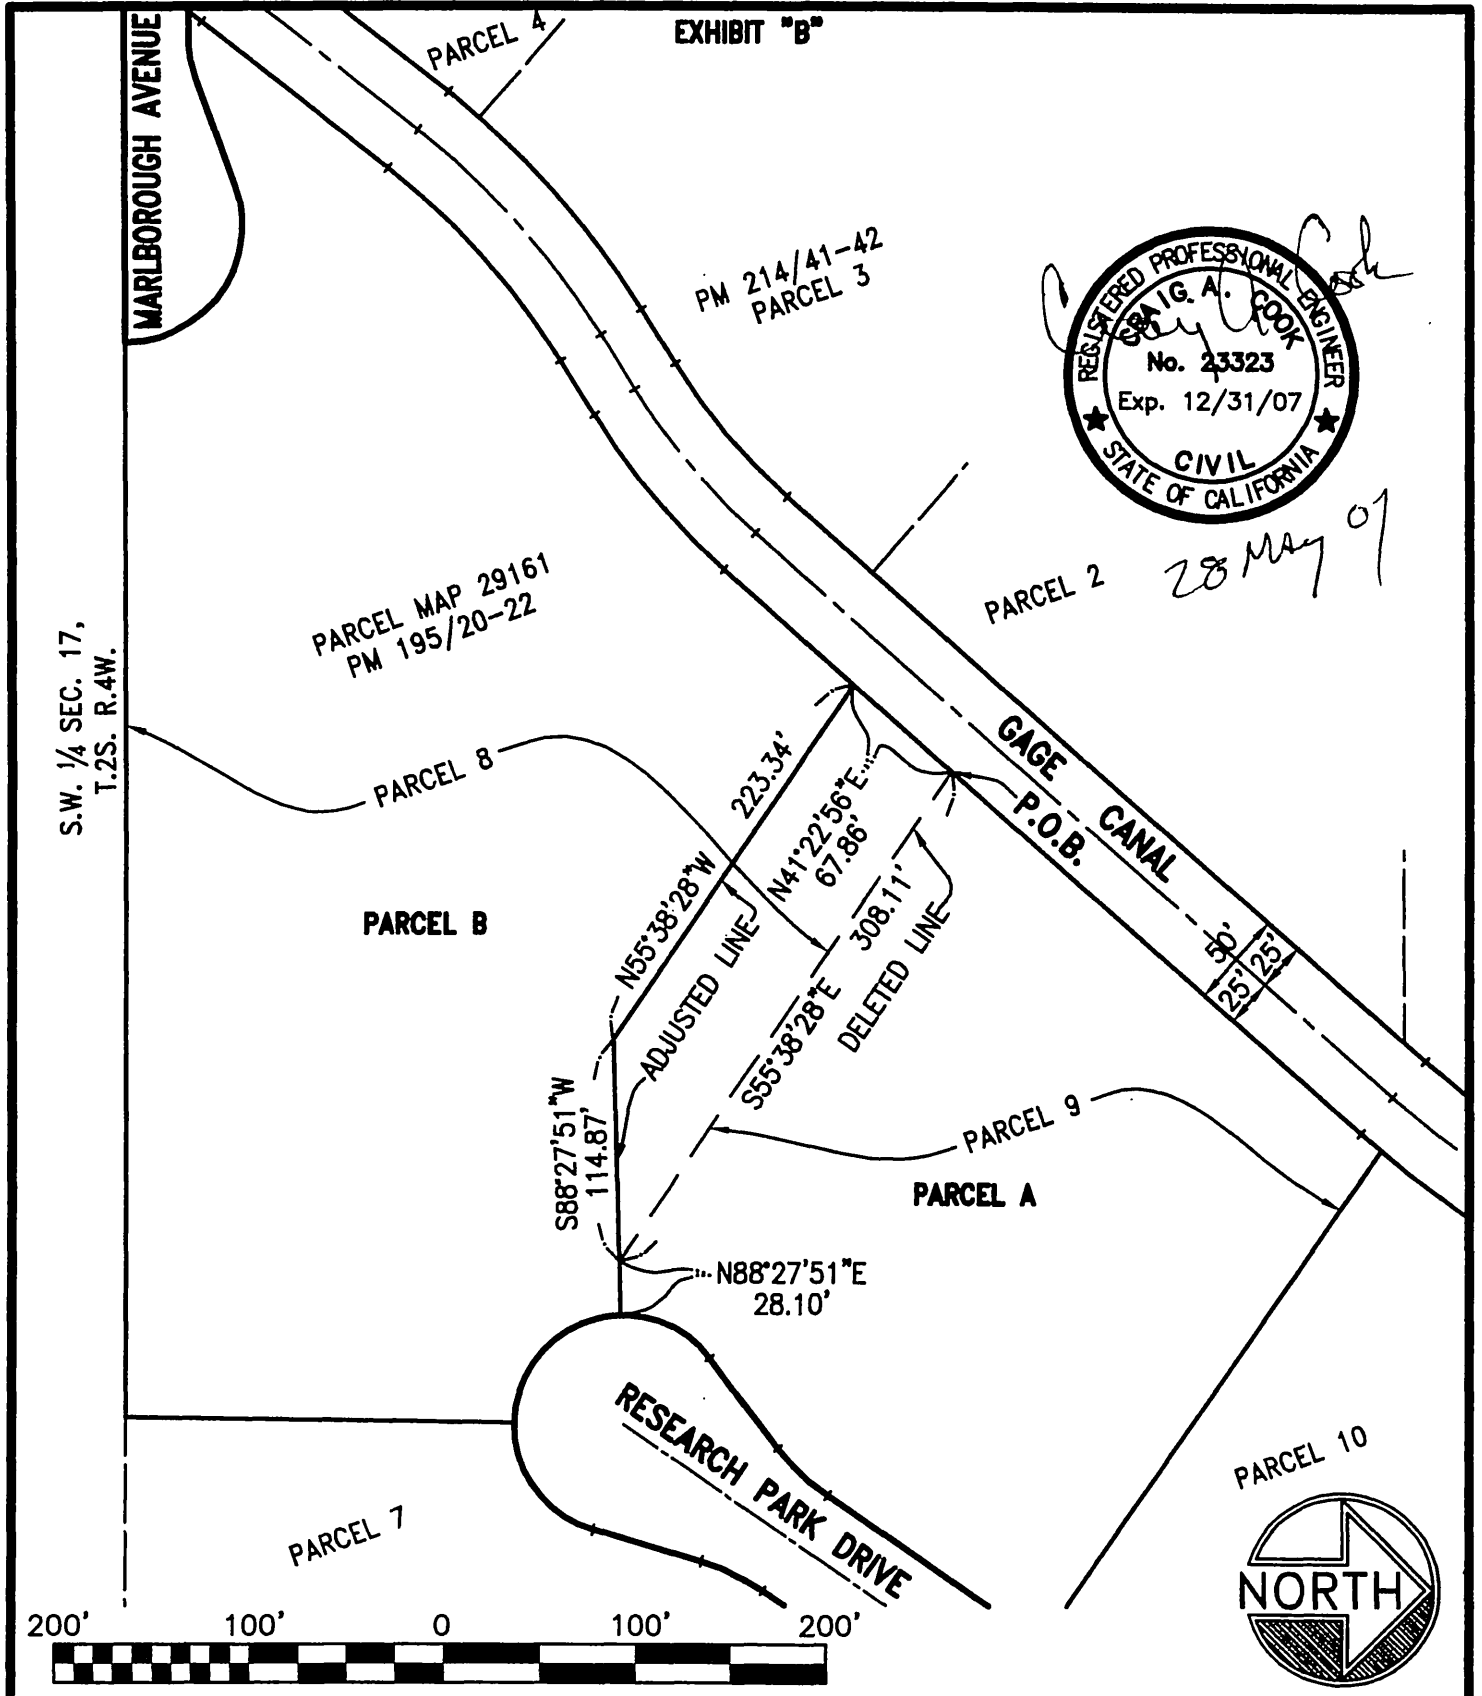 EXHIBIT "B"
MARLBOROUGH AVENUE
PARCEL 4
PM 214/41-42
PARCEL 3
REGISTERED PROFESSIONAL ENGINEER
CRAIG A. COOK
No. 23323
Exp. 12/31/07
CIVIL
STATE OF CALIFORNIA
28 May 07
PARCEL 2
PARCEL MAP 29161
PM 195/20-22
S.W. 1/4 SEC. 17,
T.2S. R.4W.
PARCEL 8
223.34'
N55°38'28"W
N41°22'56"E
67.86'
GAGE CANAL
P.O.B.
PARCEL B
ADJUSTED LINE
308.11'
S55°38'28"E
DELETED LINE
50'
25'
25'
S88°27'51"W
114.87'
PARCEL 9
PARCEL A
N88°27'51"E
28.10'
RESEARCH PARK DRIVE
PARCEL 10
PARCEL 7
NORTH
200' 100' 0 100' 200'